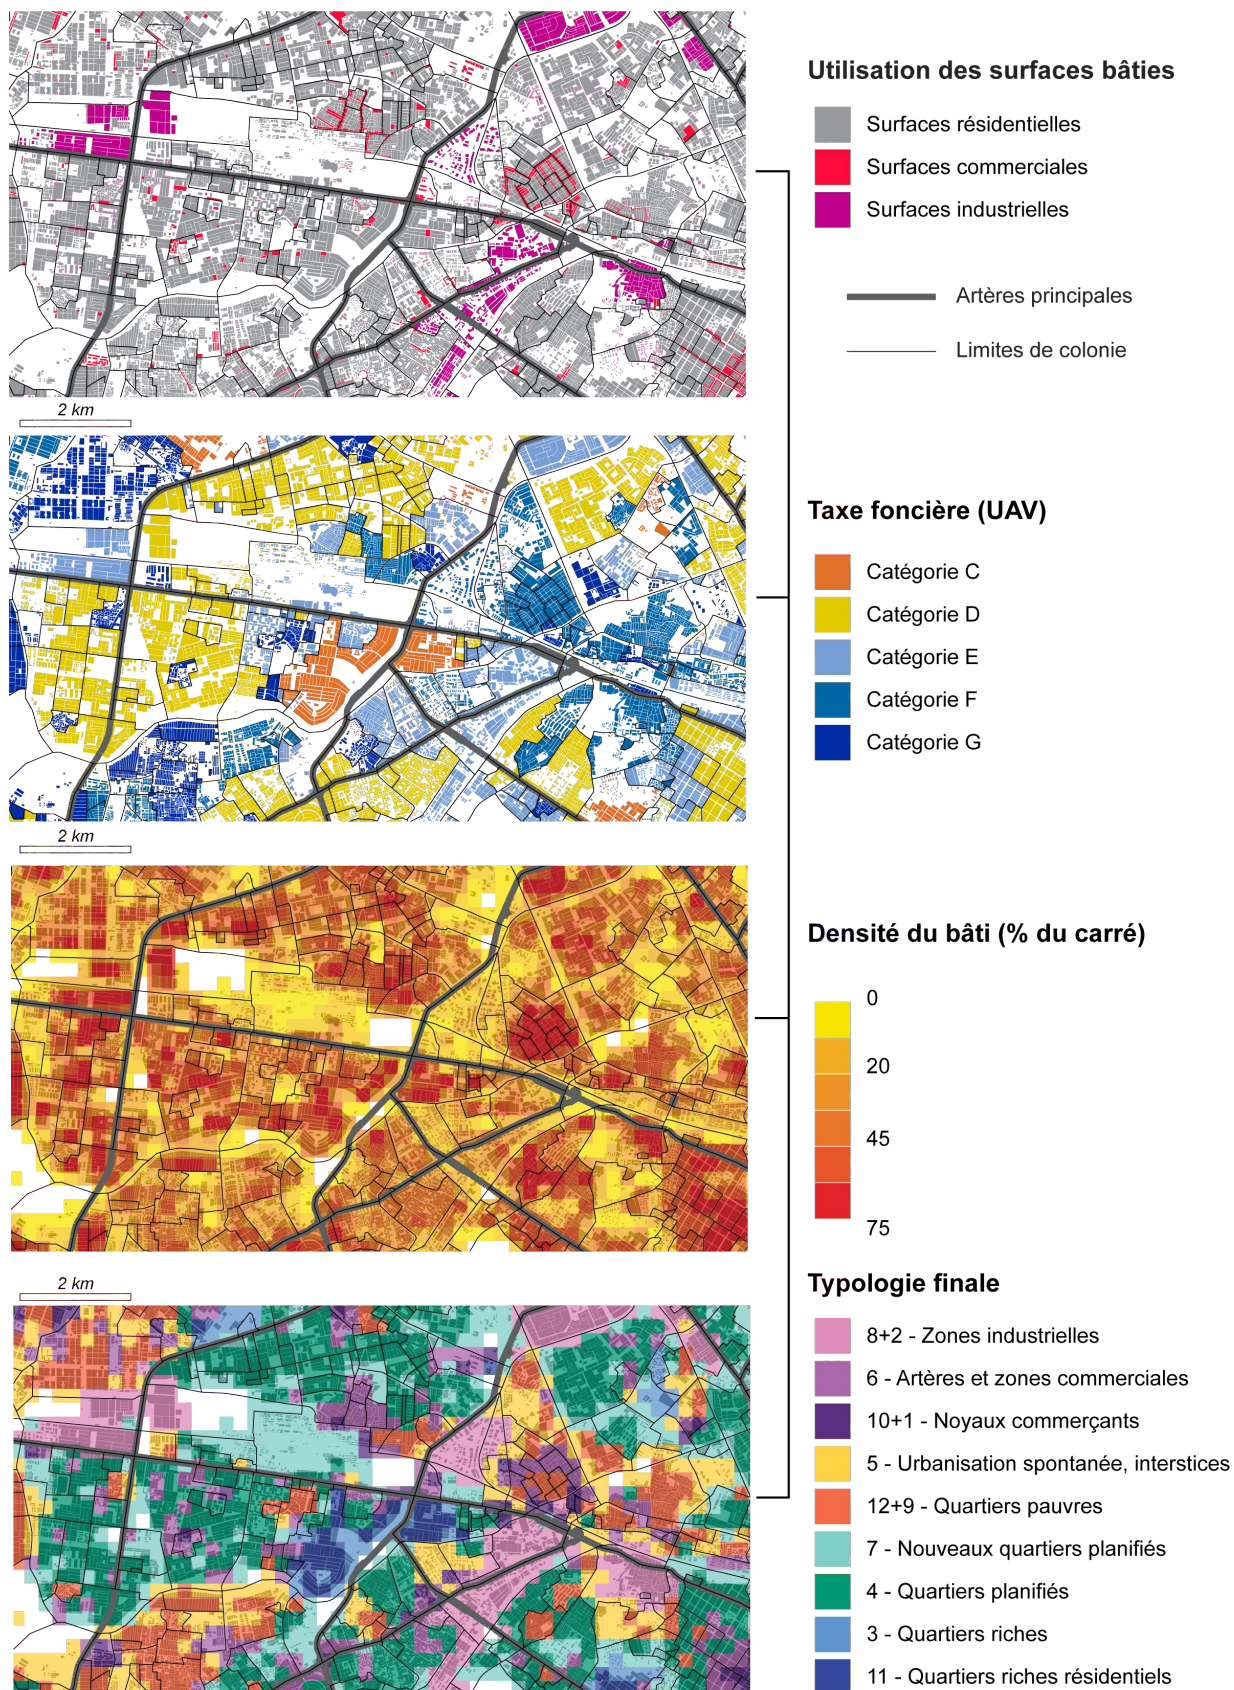 Utilisation des surfaces bâties
Surfaces résidentielles
Surfaces commerciales
Surfaces industrielles
Artères principales
Limites de colonie
2 km
Taxe foncière (UAV)
Catégorie C
Catégorie D
Catégorie E
Catégorie F
Catégorie G
2 km
Densité du bâti (% du carré)
0
20
45
75
2 km
Typologie finale
8+2 - Zones industrielles
6 - Artères et zones commerciales
10+1 - Noyaux commerçants
5 - Urbanisation spontanée, interstices
12+9 - Quartiers pauvres
7 - Nouveaux quartiers planifiés
4 - Quartiers planifiés
3 - Quartiers riches
11 - Quartiers riches résidentiels